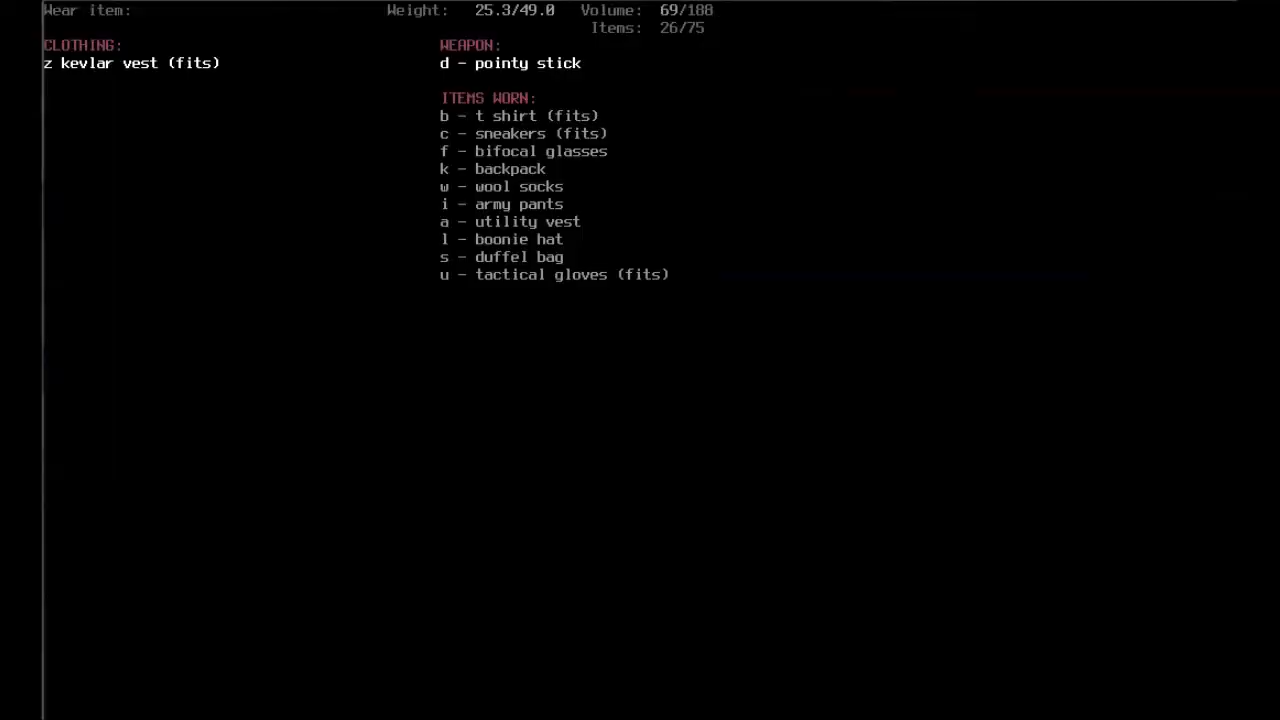 Wear item: Weight: 25.3/49.0 Volume: 69/188
Items: 26/75
CLOTHING: WEAPON:
z kevlar vest (fits) d - pointy stick
ITEMS WORN:
b - t shirt (fits)
c - sneakers (fits)
f - bifocal glasses
k - backpack
w - wool socks
i - army pants
a - utility vest
l - boonie hat
s - duffel bag
u - tactical gloves (fits)